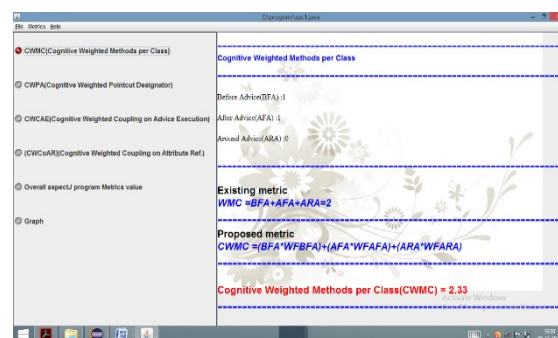 E:\program\spc1.java
File Metrics Help
CWMC(Cognitive Weighted Methods per Class)
CWPA(Cognitive Weighted Pointcut Designator)
CWCAE(Cognitive Weighted Coupling on Advice Execution)
(CWCoAR)(Cognitive Weighted Coupling on Attribute Ref.)
Overall aspectJ program Metrics value
Graph
Cognitive Weighted Methods per Class
Before Advice(BFA) :1
After Advice(AFA) :1
Around Advice(ARA) :0
Existing metric
WMC =BFA+AFA+ARA=2
Proposed metric
CWMC =(BFA*WFBFA)+(AFA*WFAFA)+(ARA*WFARA)
Cognitive Weighted Methods per Class(CWMC) = 2.33
Activate Windows